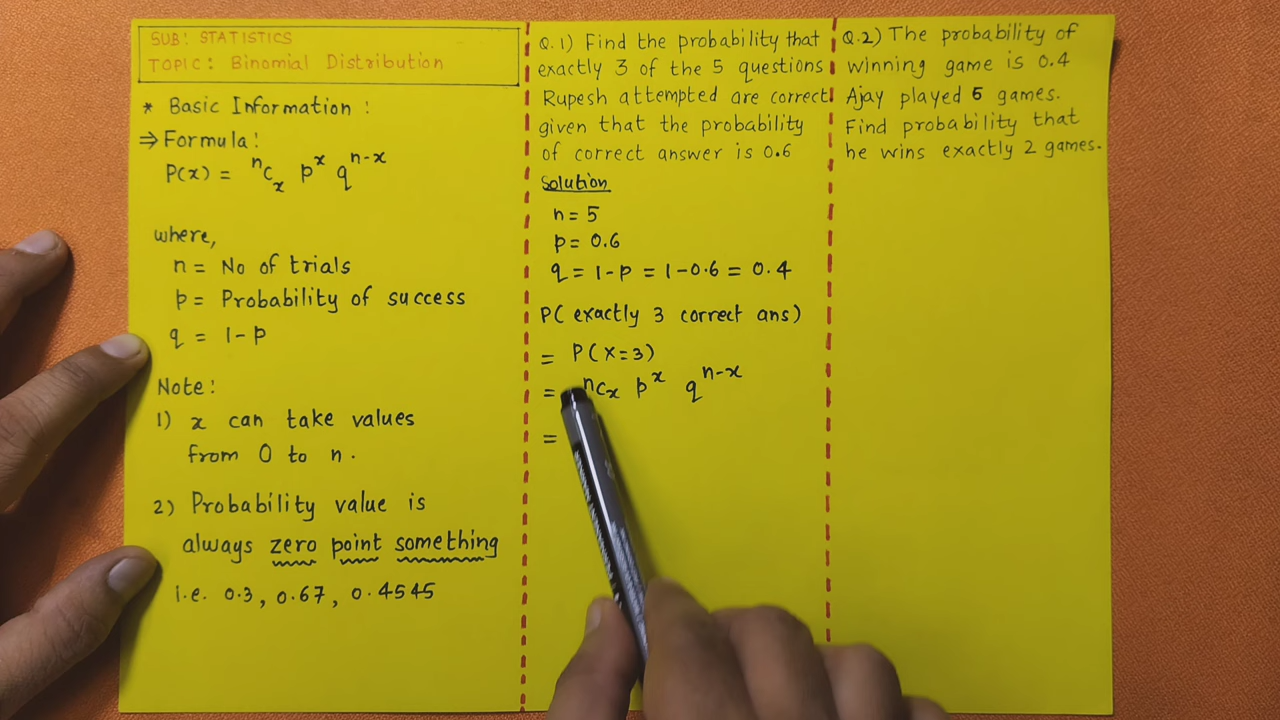 SUB: STATISTICS
TOPIC: Binomial Distribution
* Basic Information:
⇒ Formula:
P(x) = ⁿCₓ pˣ qⁿ⁻ˣ
where,
n = No of trials
p = Probability of success
q = 1-p
Note:
1) x can take values
from 0 to n.
2) Probability value is
always zero point something
i.e. 0.3, 0.67, 0.4545
Q.1) Find the probability that
exactly 3 of the 5 questions
Rupesh attempted are correct
given that the probability
of correct answer is 0.6
Solution
n = 5
p = 0.6
q = 1-p = 1-0.6 = 0.4
P( exactly 3 correct ans)
= P(X=3)
= ⁿCₓ pˣ qⁿ⁻ˣ
=
Q.2) The probability of
winning game is 0.4
Ajay played 5 games.
Find probability that
he wins exactly 2 games.